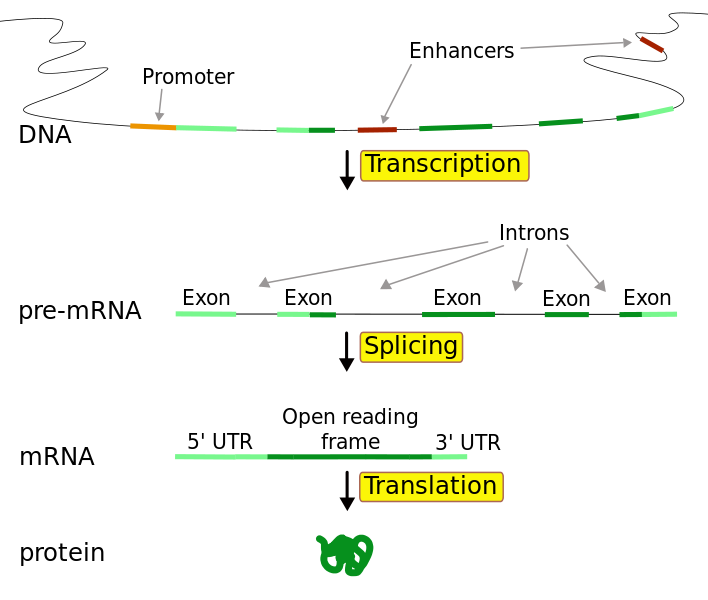 Enhancers
Promoter
DNA
Transcription
Introns
Exon Exon Exon Exon Exon
pre-mRNA
Splicing
Open reading
frame
5' UTR 3' UTR
mRNA
Translation
protein